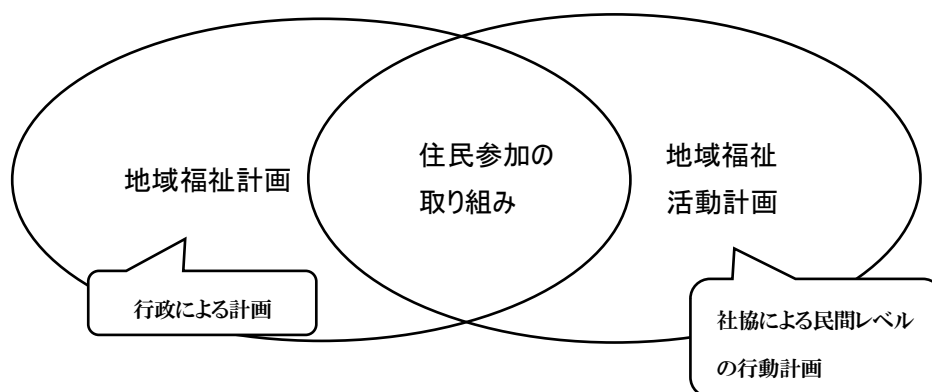 地域福祉計画
住民参加の
取り組み
地域福祉
活動計画
行政による計画
社協による民間レベル
の行動計画